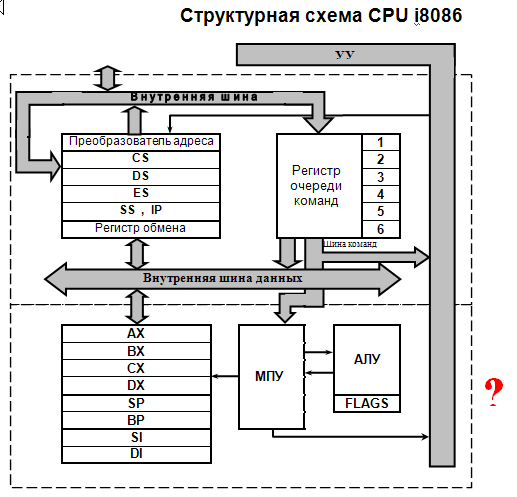 Структурная схема CPU i8086
УУ
Внутренняя шина
Преобразователь адреса
CS
DS
ES
SS , IP
Регистр обмена
Регистр
очереди
команд
1
2
3
4
5
6
Шина команд
Внутренняя шина данных
AX
BX
CX
DX
SP
BP
SI
DI
МПУ
АЛУ
FLAGS
?